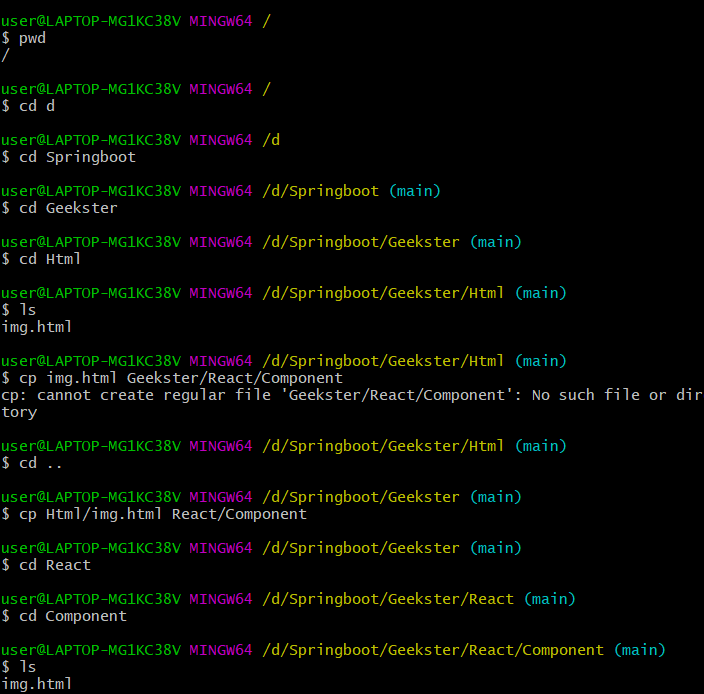 user@LAPTOP-MG1KC38V MINGW64 /
$ pwd
/
user@LAPTOP-MG1KC38V MINGW64 /
$ cd d
user@LAPTOP-MG1KC38V MINGW64 /d
$ cd Springboot
user@LAPTOP-MG1KC38V MINGW64 /d/Springboot (main)
$ cd Geekster
user@LAPTOP-MG1KC38V MINGW64 /d/Springboot/Geekster (main)
$ cd Html
user@LAPTOP-MG1KC38V MINGW64 /d/Springboot/Geekster/Html (main)
$ ls
img.html
user@LAPTOP-MG1KC38V MINGW64 /d/Springboot/Geekster/Html (main)
$ cp img.html Geekster/React/Component
cp: cannot create regular file 'Geekster/React/Component': No such file or dir
tory
user@LAPTOP-MG1KC38V MINGW64 /d/Springboot/Geekster/Html (main)
$ cd ..
user@LAPTOP-MG1KC38V MINGW64 /d/Springboot/Geekster (main)
$ cp Html/img.html React/Component
user@LAPTOP-MG1KC38V MINGW64 /d/Springboot/Geekster (main)
$ cd React
user@LAPTOP-MG1KC38V MINGW64 /d/Springboot/Geekster/React (main)
$ cd Component
user@LAPTOP-MG1KC38V MINGW64 /d/Springboot/Geekster/React/Component (main)
$ ls
img.html